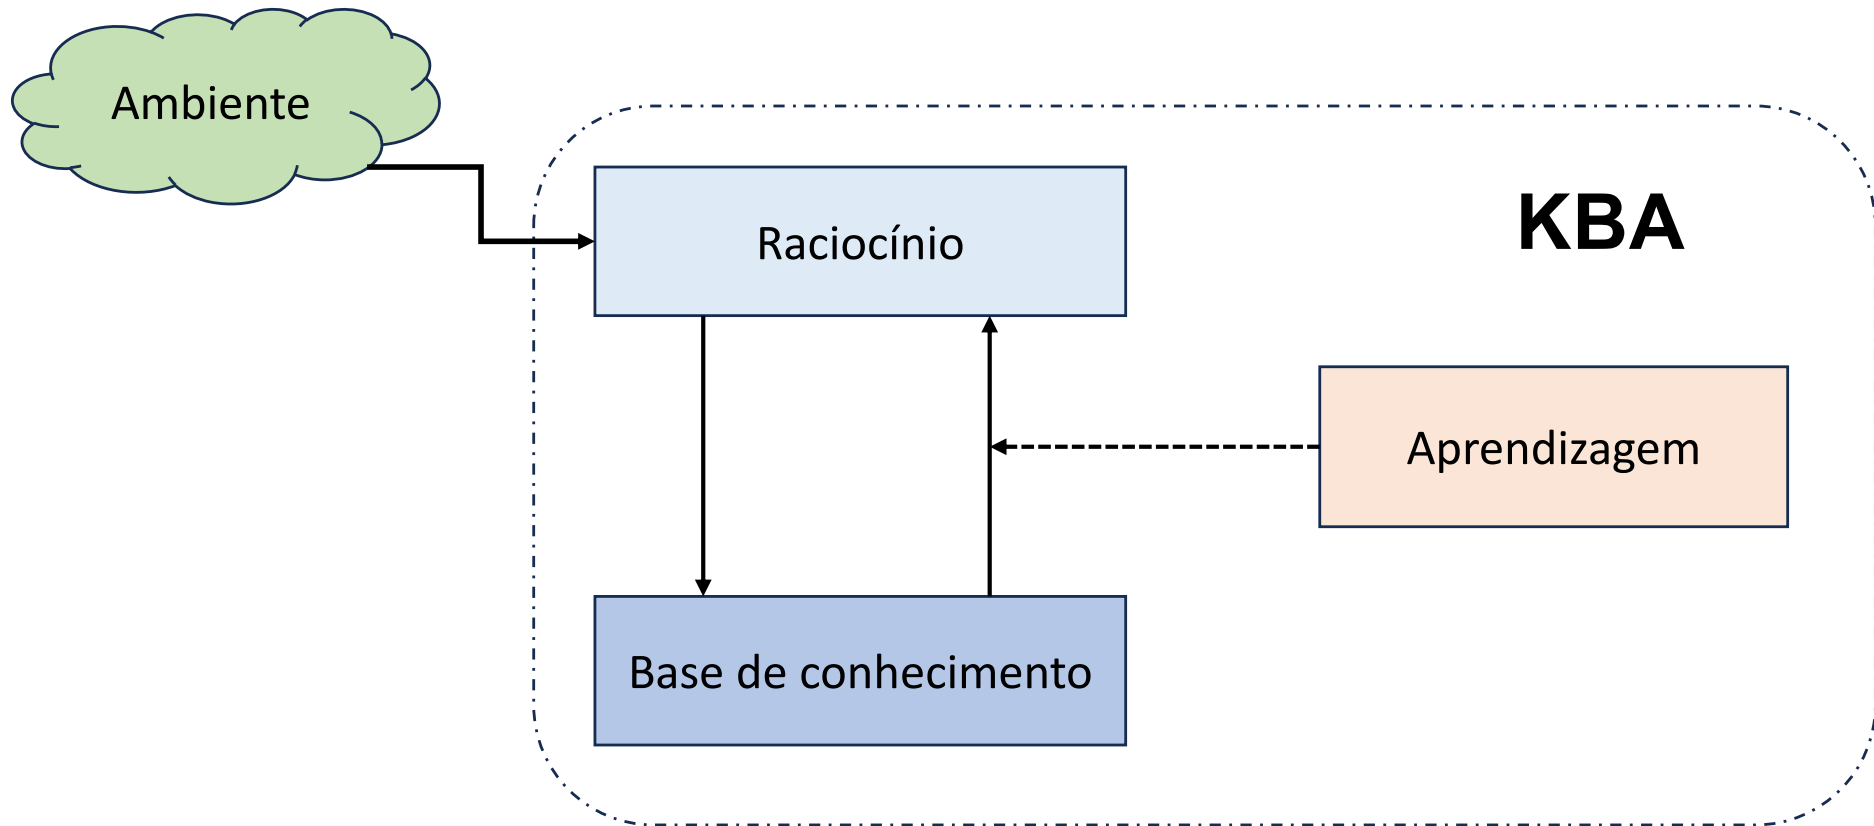 Ambiente
KBA
Raciocínio
Aprendizagem
Base de conhecimento